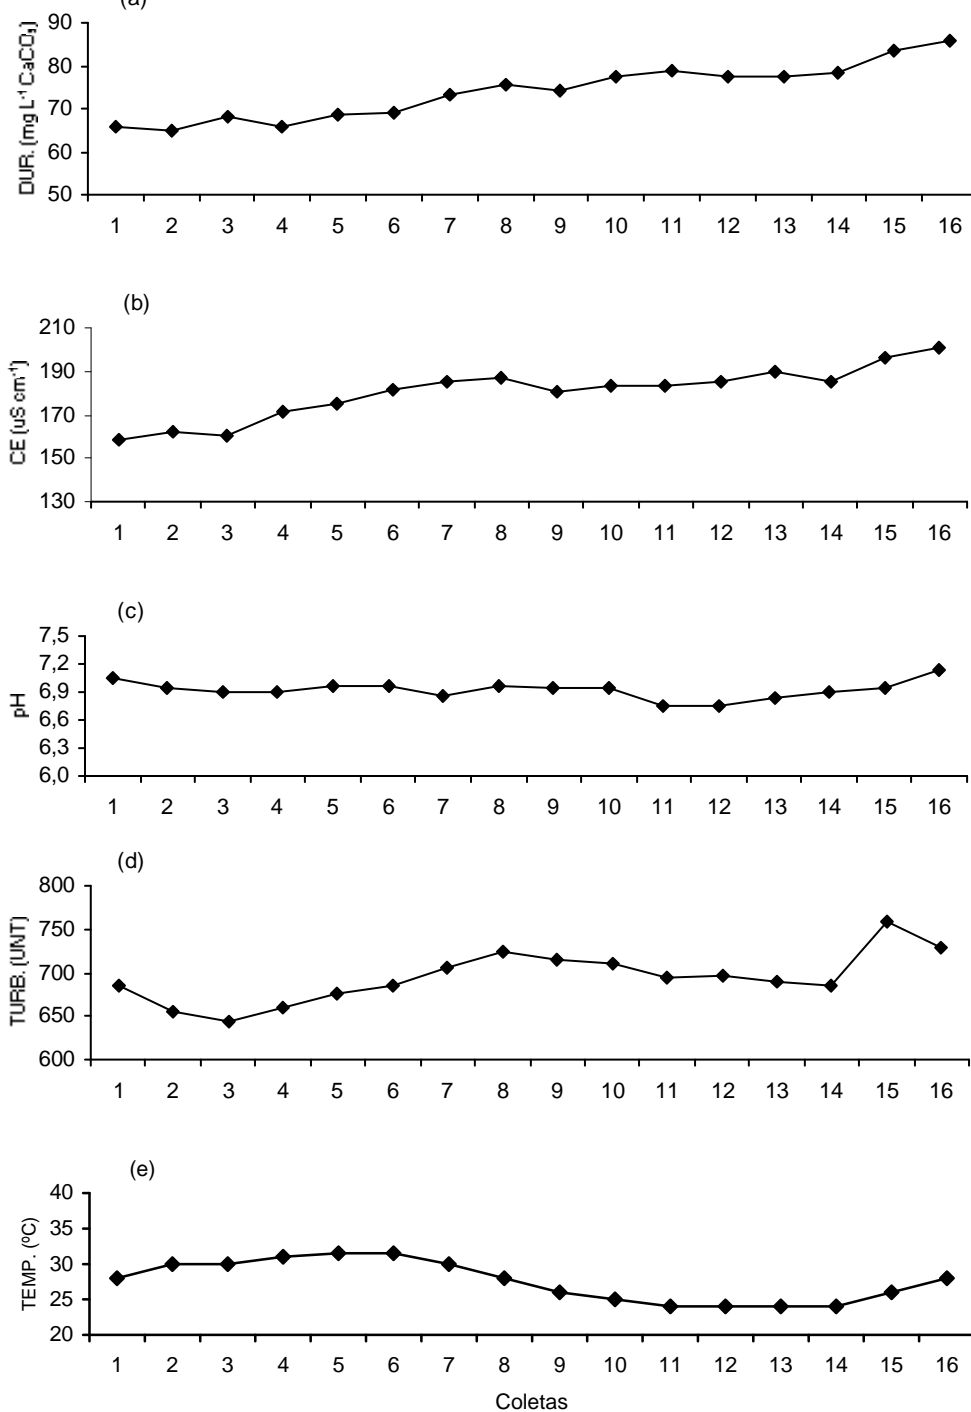 (a)
DUR. (mg L⁻¹ CaCO₃)
90
80
70
60
50
1 2 3 4 5 6 7 8 9 10 11 12 13 14 15 16
(b)
CE (uS cm⁻¹)
210
190
170
150
130
1 2 3 4 5 6 7 8 9 10 11 12 13 14 15 16
(c)
pH
7,5
7,2
6,9
6,6
6,3
6,0
1 2 3 4 5 6 7 8 9 10 11 12 13 14 15 16
(d)
TURB. (UNT)
800
750
700
650
600
1 2 3 4 5 6 7 8 9 10 11 12 13 14 15 16
(e)
TEMP. (ºC)
40
35
30
25
20
1 2 3 4 5 6 7 8 9 10 11 12 13 14 15 16
Coletas